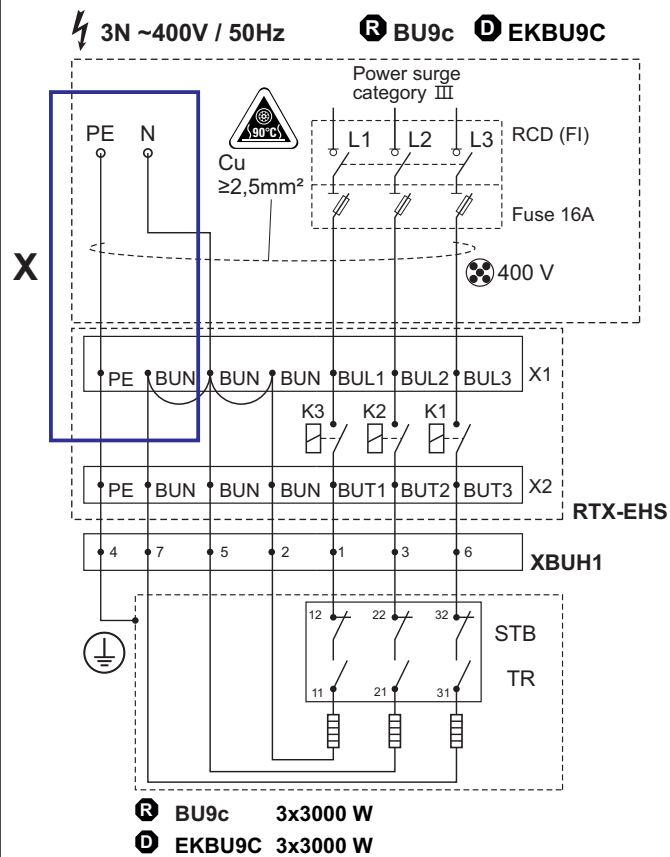 3N ~400V / 50Hz R BU9c D EKBU9C
Power surge
category III
PE N 90°C L1 L2 L3 RCD (FI)
Cu
≥2,5mm²
Fuse 16A
X
400 V
PE BUN BUN BUN BUL1 BUL2 BUL3 X1
K3 K2 K1
PE BUN BUN BUN BUT1 BUT2 BUT3 X2
RTX-EHS
4 7 5 2 1 3 6 XBUH1
12 22 32 STB
TR
11 21 31
R BU9c 3x3000 W
D EKBU9C 3x3000 W